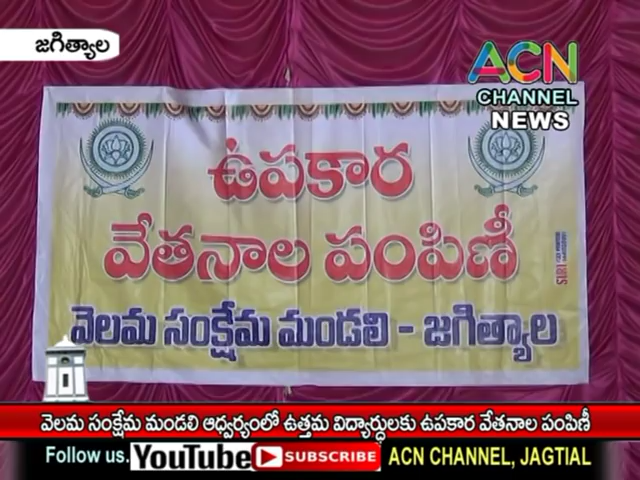 జగిత్యాల
ACN
CHANNEL
NEWS
ఉపకార
వేతనాల పంపిణీ
వెలమ సంక్షేమ మండలి - జగిత్యాల
వెలమ సంక్షేమ మండలి ఆధ్వర్యంలో ఉత్తమ విద్యార్థులకు ఉపకార వేతనాల పంపిణీ
Follow us. YouTube SUBSCRIBE ACN CHANNEL, JAGTIAL